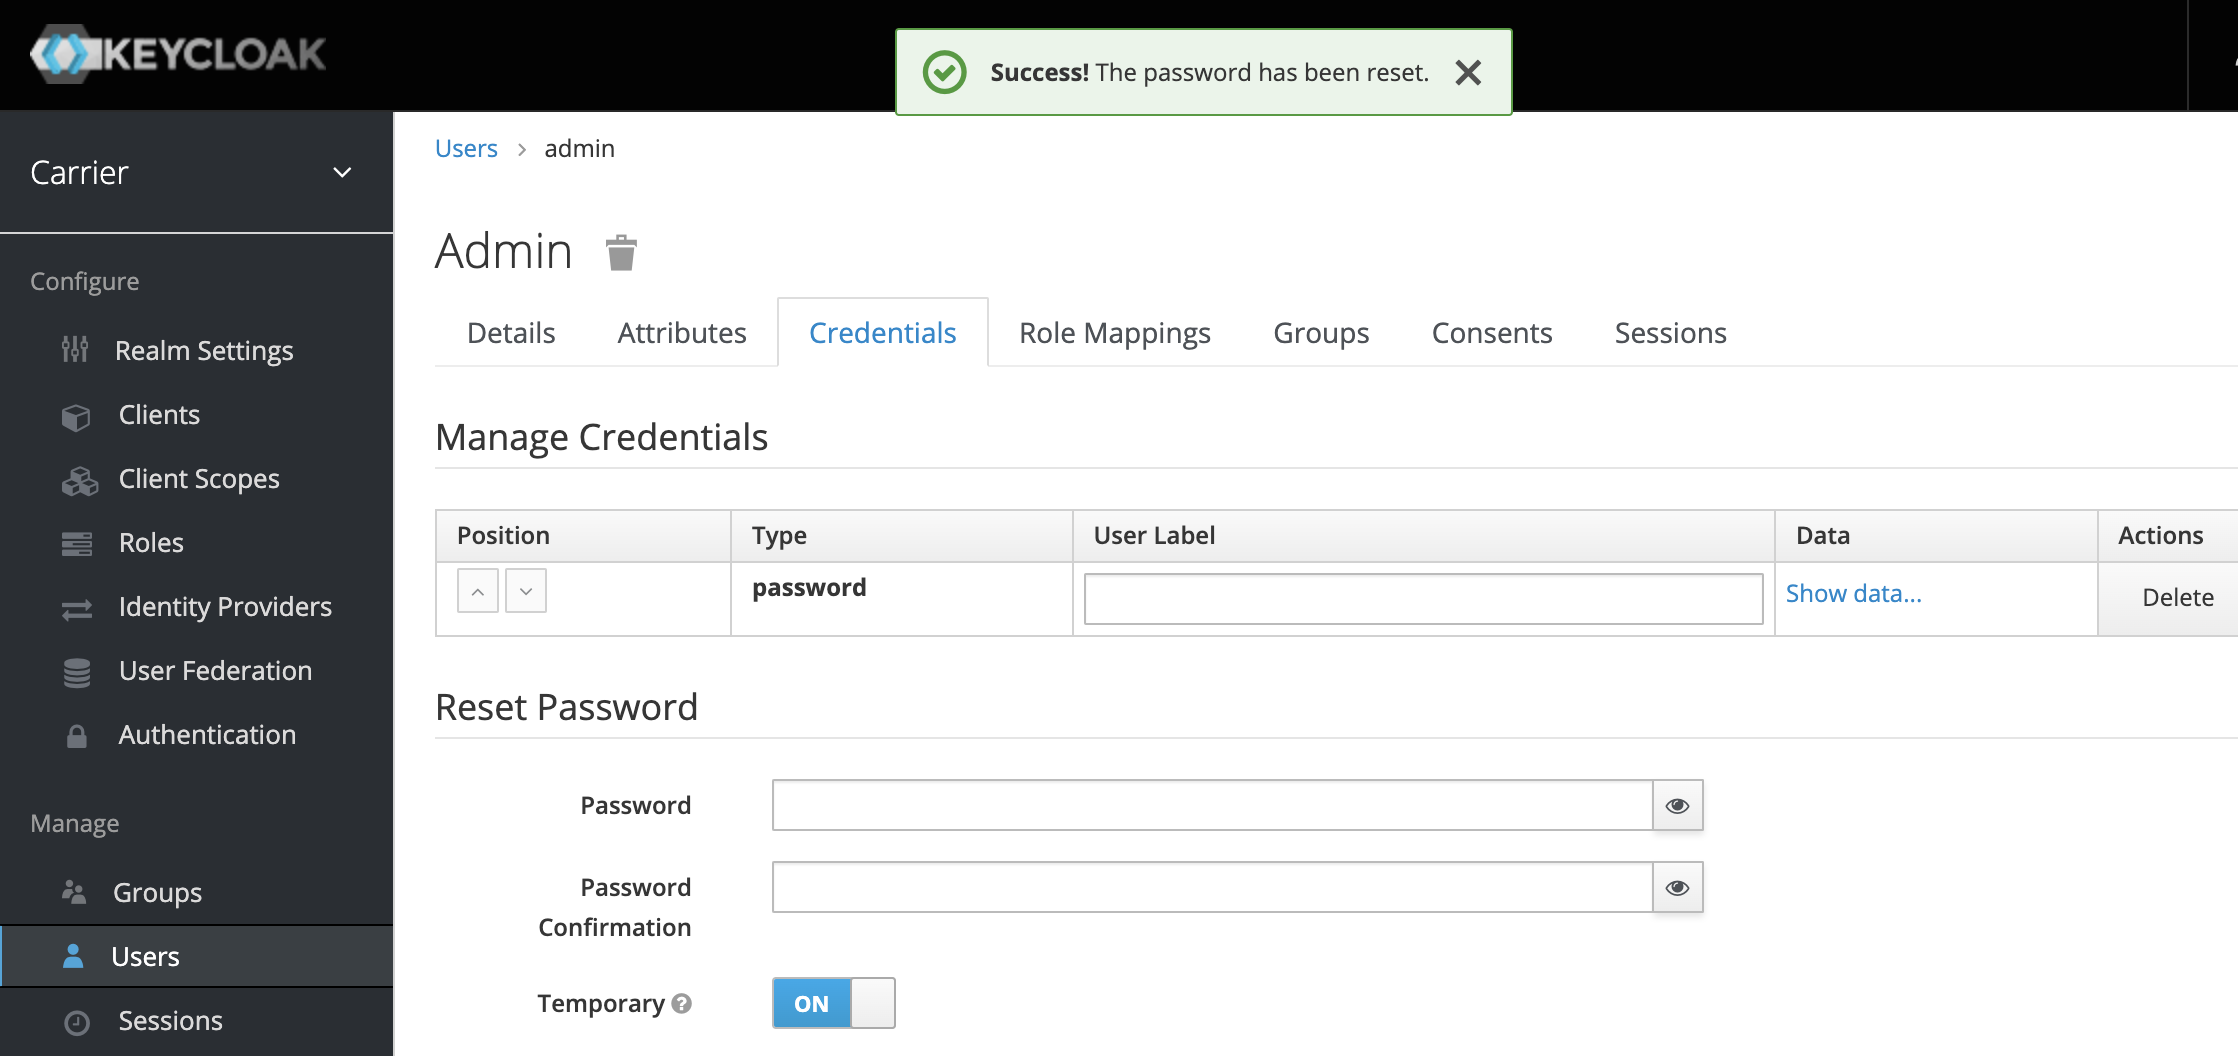 KEYCLOAK
Success! The password has been reset.
Carrier
Configure
Realm Settings
Clients
Client Scopes
Roles
Identity Providers
User Federation
Authentication
Manage
Groups
Users
Sessions
Users > admin
Admin
Details Attributes Credentials Role Mappings Groups Consents Sessions
Manage Credentials
Position Type User Label Data Actions
password Show data... Delete
Reset Password
Password
Password
Confirmation
Temporary ON